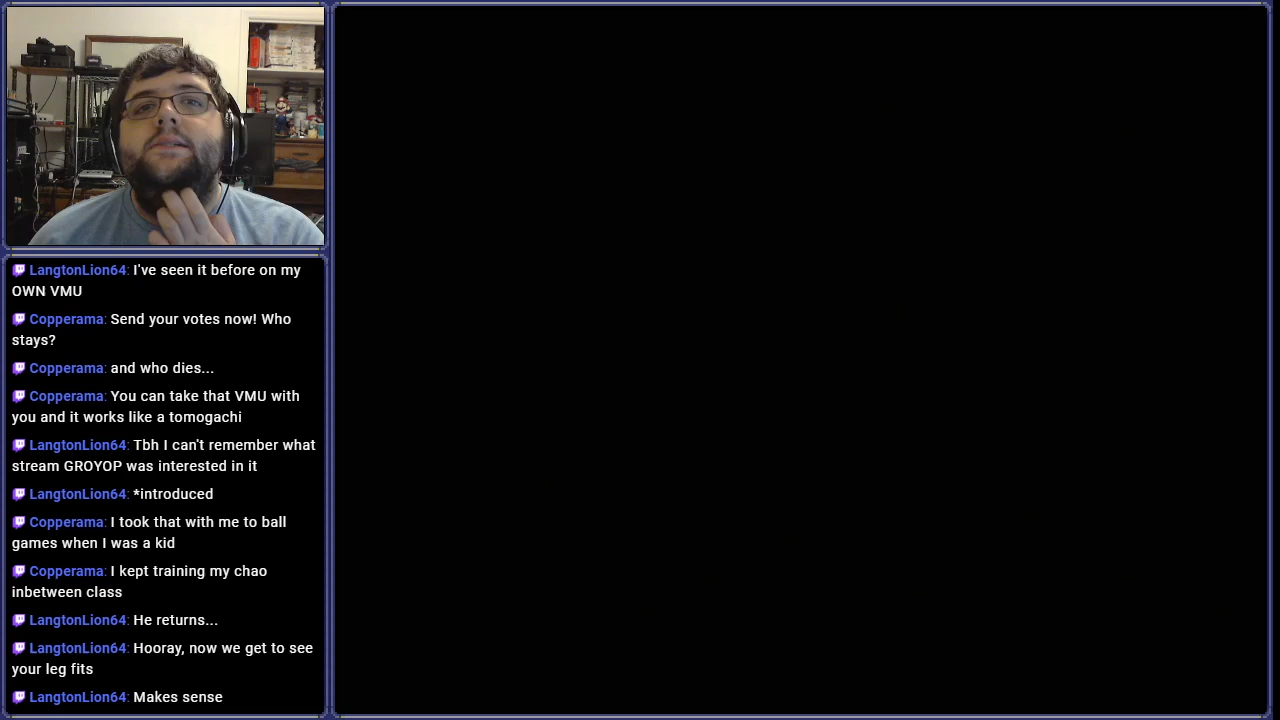 LangtonLion64: I've seen it before on my
OWN VMU
Copperama: Send your votes now! Who
stays?
Copperama: and who dies...
Copperama: You can take that VMU with
you and it works like a tomogachi
LangtonLion64: Tbh I can't remember what
stream GROYOP was interested in it
LangtonLion64: *introduced
Copperama: I took that with me to ball
games when I was a kid
Copperama: I kept training my chao
inbetween class
LangtonLion64: He returns...
LangtonLion64: Hooray, now we get to see
your leg fits
LangtonLion64: Makes sense